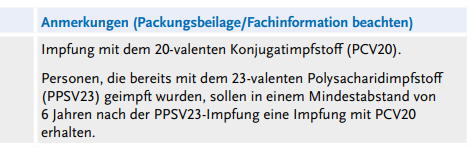 Anmerkungen (Packungsbeilage/Fachinformation beachten)
Impfung mit dem 20-valenten Konjugatimpfstoff (PCV20).
Personen, die bereits mit dem 23-valenten Polysacharidimpfstoff
(PPSV23) geimpft wurden, sollen in einem Mindestabstand von
6 Jahren nach der PPSV23-Impfung eine Impfung mit PCV20
erhalten.